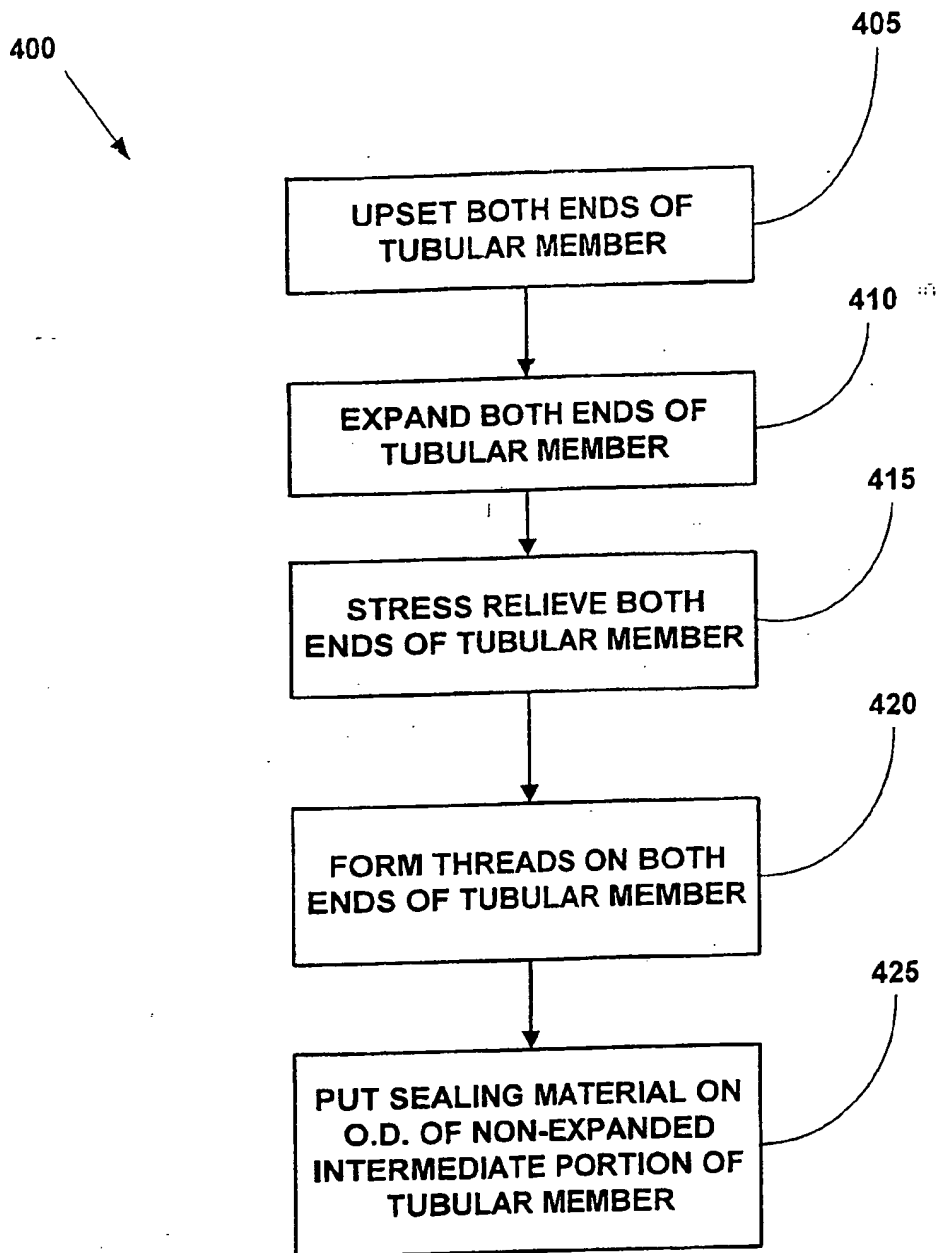 400
405
UPSET BOTH ENDS OF
TUBULAR MEMBER
410
EXPAND BOTH ENDS OF
TUBULAR MEMBER
415
STRESS RELIEVE BOTH
ENDS OF TUBULAR MEMBER
420
FORM THREADS ON BOTH
ENDS OF TUBULAR MEMBER
425
PUT SEALING MATERIAL ON
O.D. OF NON-EXPANDED
INTERMEDIATE PORTION OF
TUBULAR MEMBER